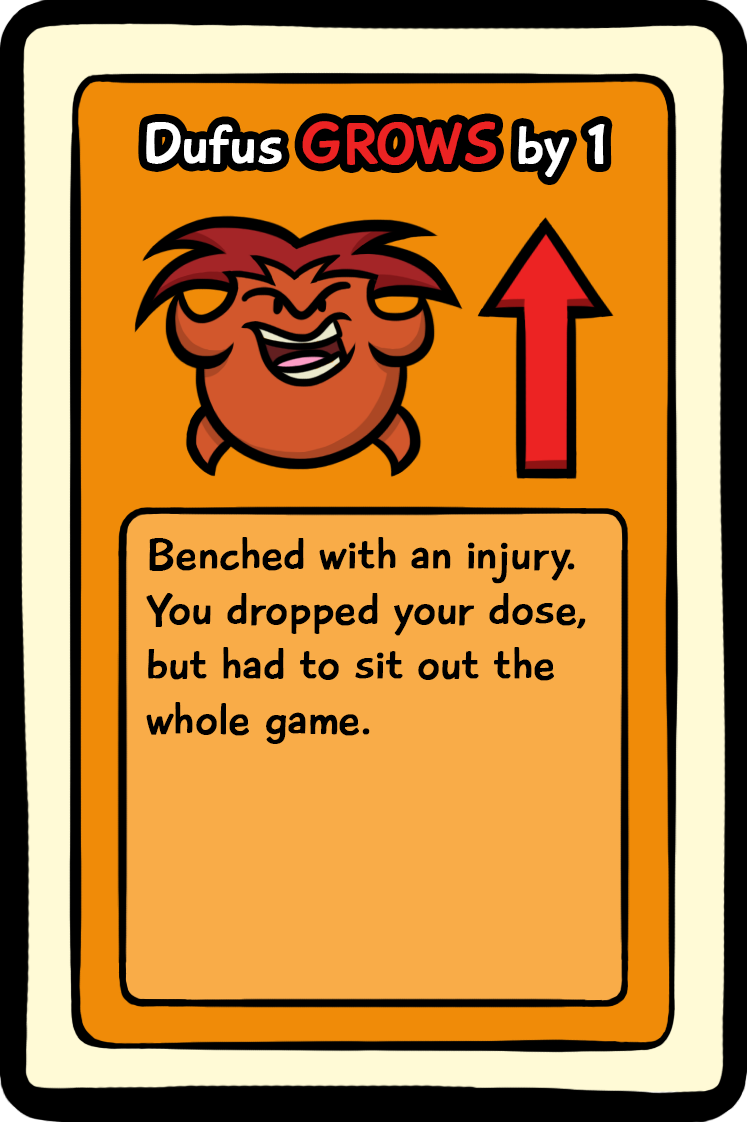 Dufus GROWS by 1
Benched with an injury.
You dropped your dose,
but had to sit out the
whole game.